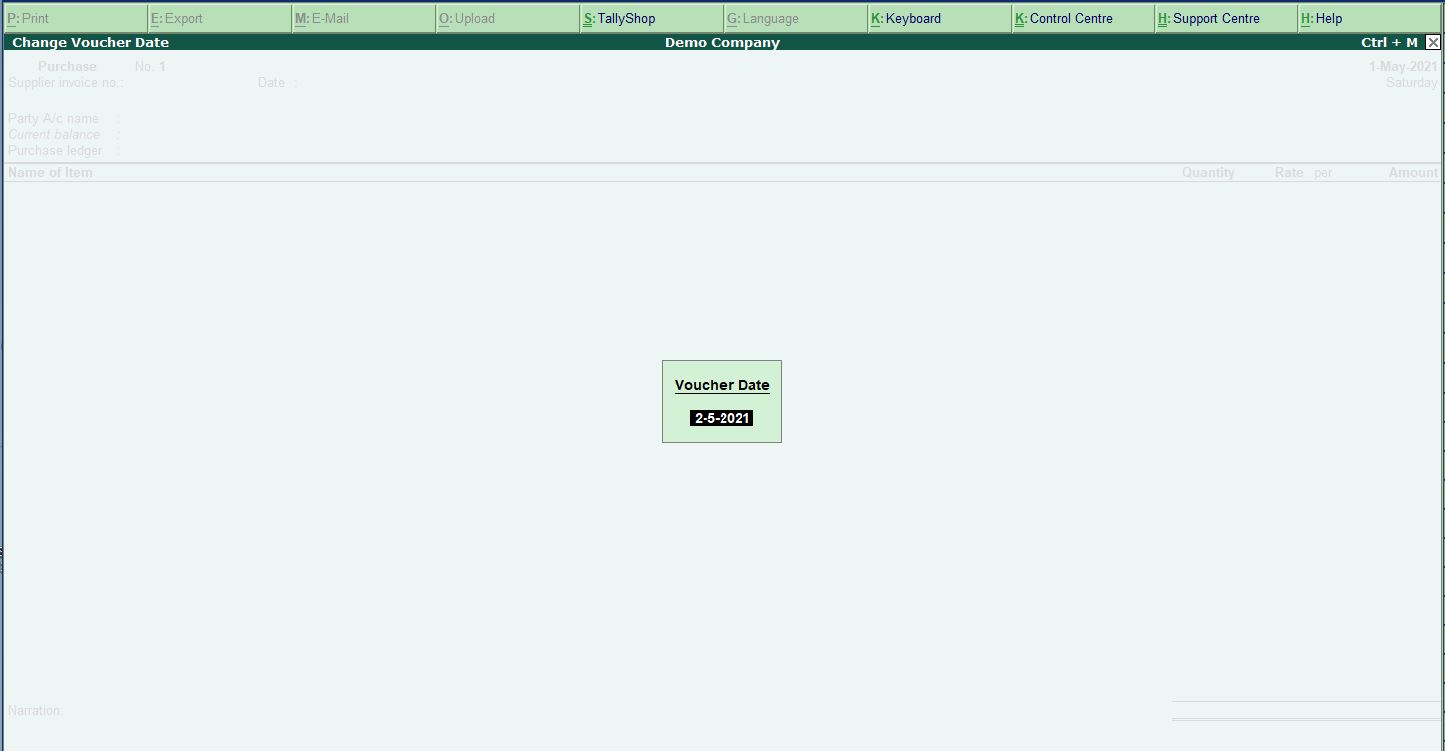 P: Print E: Export M: E-Mail O: Upload S: TallyShop G: Language K: Keyboard K: Control Centre H: Support Centre H: Help
Change Voucher Date Demo Company Ctrl + M
Purchase No. 1 1-May-2021
Supplier invoice no.: Date : Saturday
Party A/c name :
Current balance :
Purchase ledger :
Name of Item Quantity Rate per Amount
Voucher Date
2-5-2021
Narration: